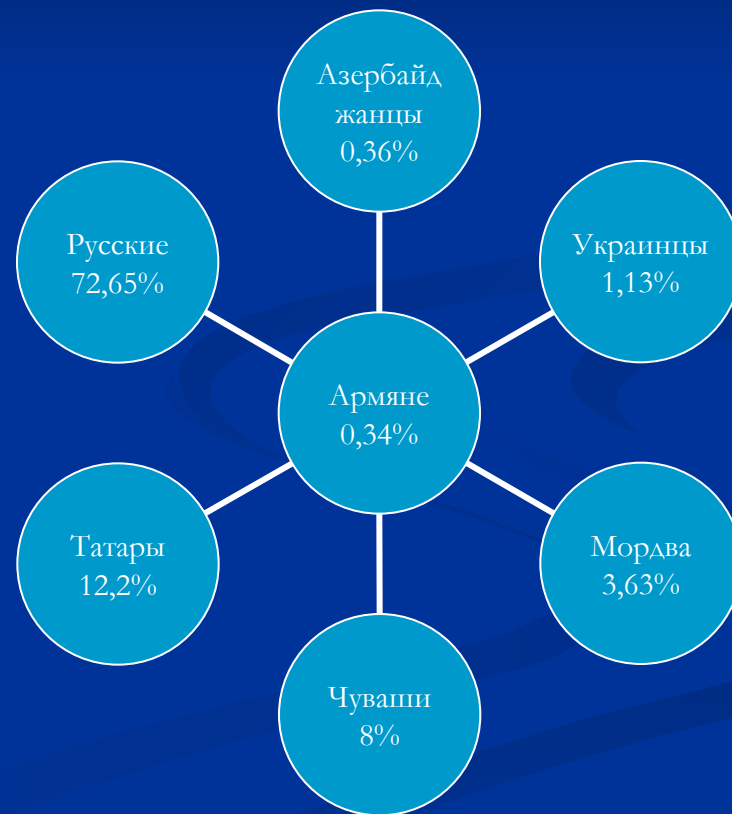 Азербайд
жанцы
0,36%
Русские
72,65%
Украинцы
1,13%
Армяне
0,34%
Татары
12,2%
Мордва
3,63%
Чуваши
8%